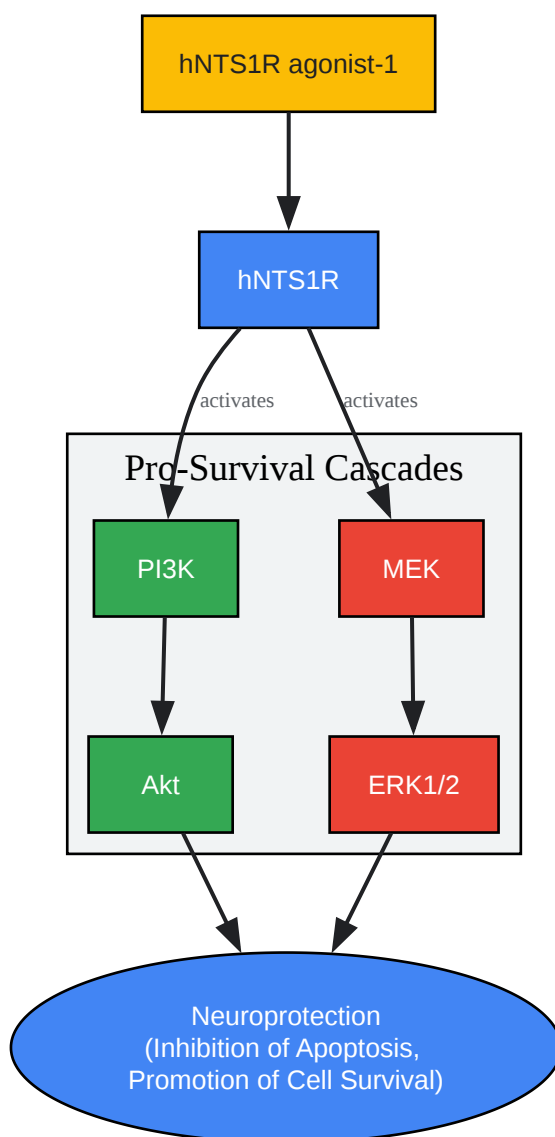 hNTS1R agonist-1
hNTS1R
activates
activates
Pro-Survival Cascades
PI3K
MEK
Akt
ERK1/2
Neuroprotection
(Inhibition of Apoptosis,
Promotion of Cell Survival)